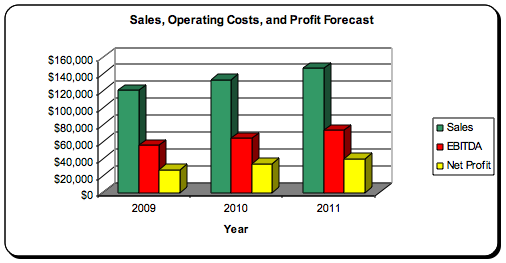 Sales, Operating Costs, and Profit Forecast
$160,000
$140,000
$120,000
$100,000
$80,000
$60,000
$40,000
$20,000
$0
2009 2010 2011
Year
Sales
EBITDA
Net Profit